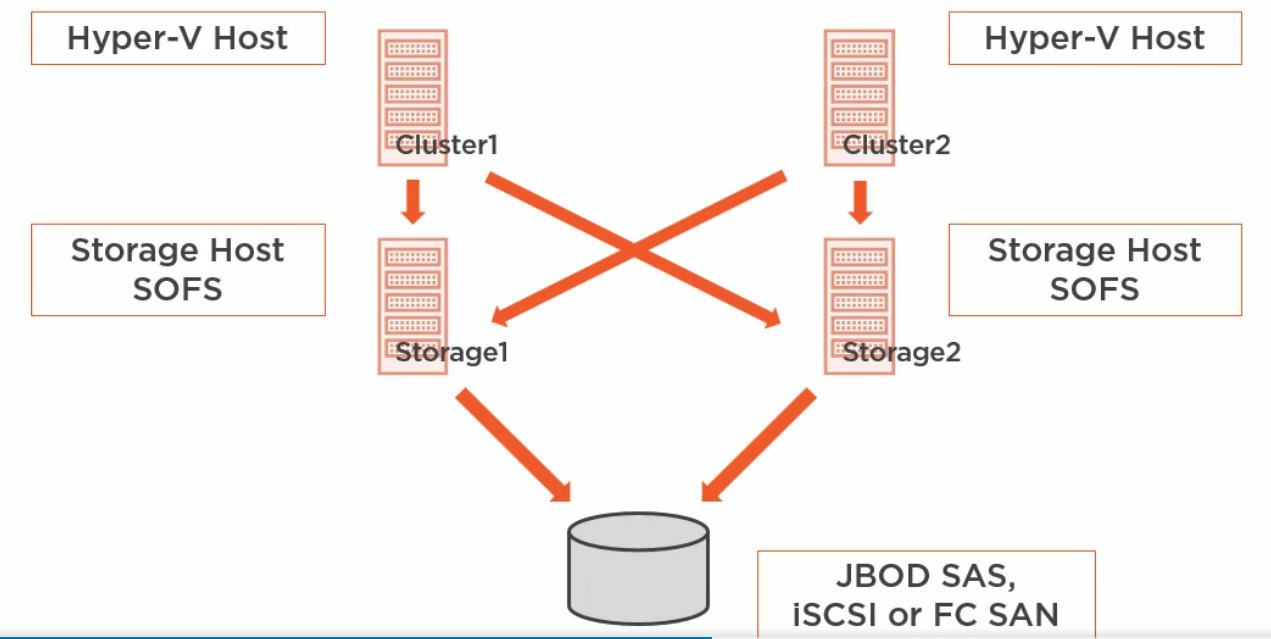 Hyper-V Host
Hyper-V Host
Cluster1
Cluster2
Storage Host
SOFS
Storage Host
SOFS
Storage1
Storage2
JBOD SAS,
iSCSI or FC SAN